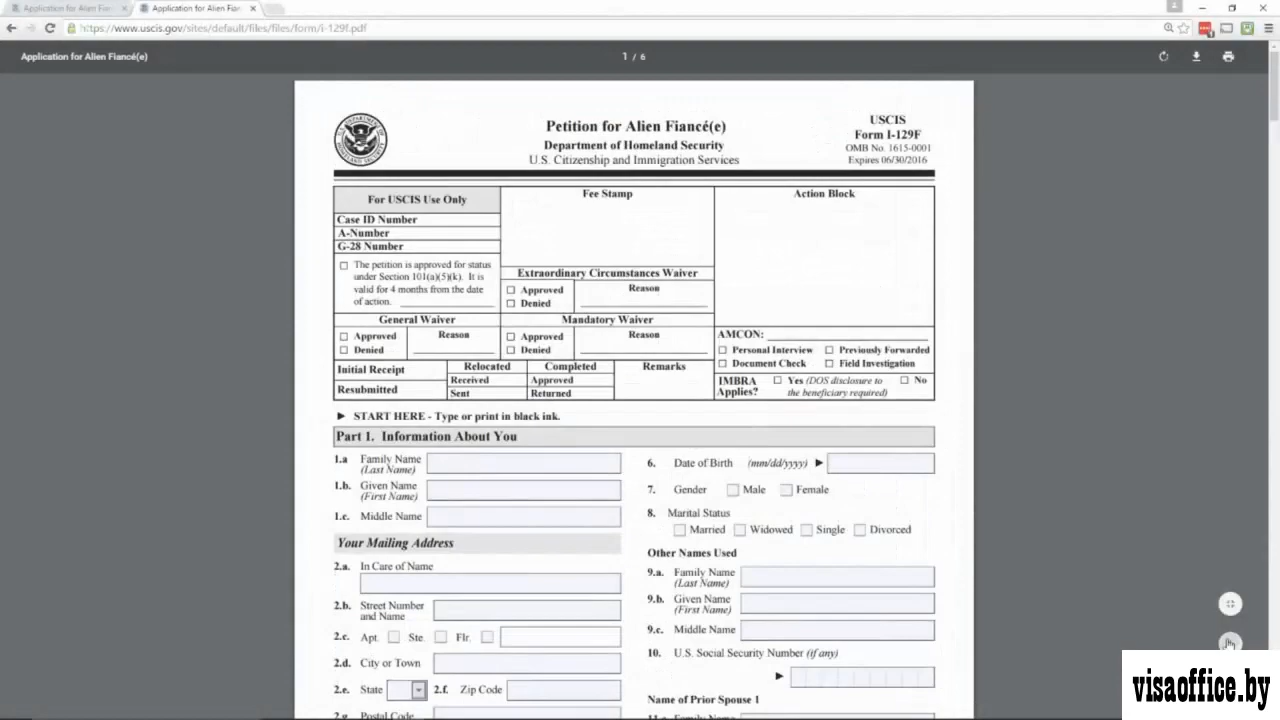 Application for Alien Fian
Application for Alien Fian
https://www.uscis.gov/sites/default/files/files/form/i-129f.pdf
Application for Alien Fiancé(e)
1 / 6
Petition for Alien Fiancé(e)
Department of Homeland Security
U.S. Citizenship and Immigration Services
USCIS
Form I-129F
OMB No. 1615-0001
Expires 06/30/2016
For USCIS Use Only
Case ID Number
A-Number
G-28 Number
The petition is approved for status
under Section 101(a)(5)(k). It is
valid for 4 months from the date
of action.
Fee Stamp
Action Block
Extraordinary Circumstances Waiver
Approved
Denied
Reason
General Waiver
Approved
Denied
Reason
Mandatory Waiver
Approved
Denied
Reason
AMCON:
Personal Interview
Previously Forwarded
Document Check
Field Investigation
Initial Receipt
Resubmitted
Relocated
Received
Sent
Completed
Approved
Returned
Remarks
IMBRA
Applies?
Yes (DOS disclosure to
the beneficiary required)
No
► START HERE - Type or print in black ink.
Part 1. Information About You
1.a Family Name
(Last Name)
1.b. Given Name
(First Name)
1.c. Middle Name
Your Mailing Address
2.a. In Care of Name
2.b. Street Number
and Name
2.c. Apt. Ste. Flr.
2.d. City or Town
2.e. State 2.f. Zip Code
2.g. Postal Code
6. Date of Birth (mm/dd/yyyy) ►
7. Gender Male Female
8. Marital Status
Married Widowed Single Divorced
Other Names Used
9.a. Family Name
(Last Name)
9.b. Given Name
(First Name)
9.c. Middle Name
10. U.S. Social Security Number (if any)
►
Name of Prior Spouse 1
visaoffice.by